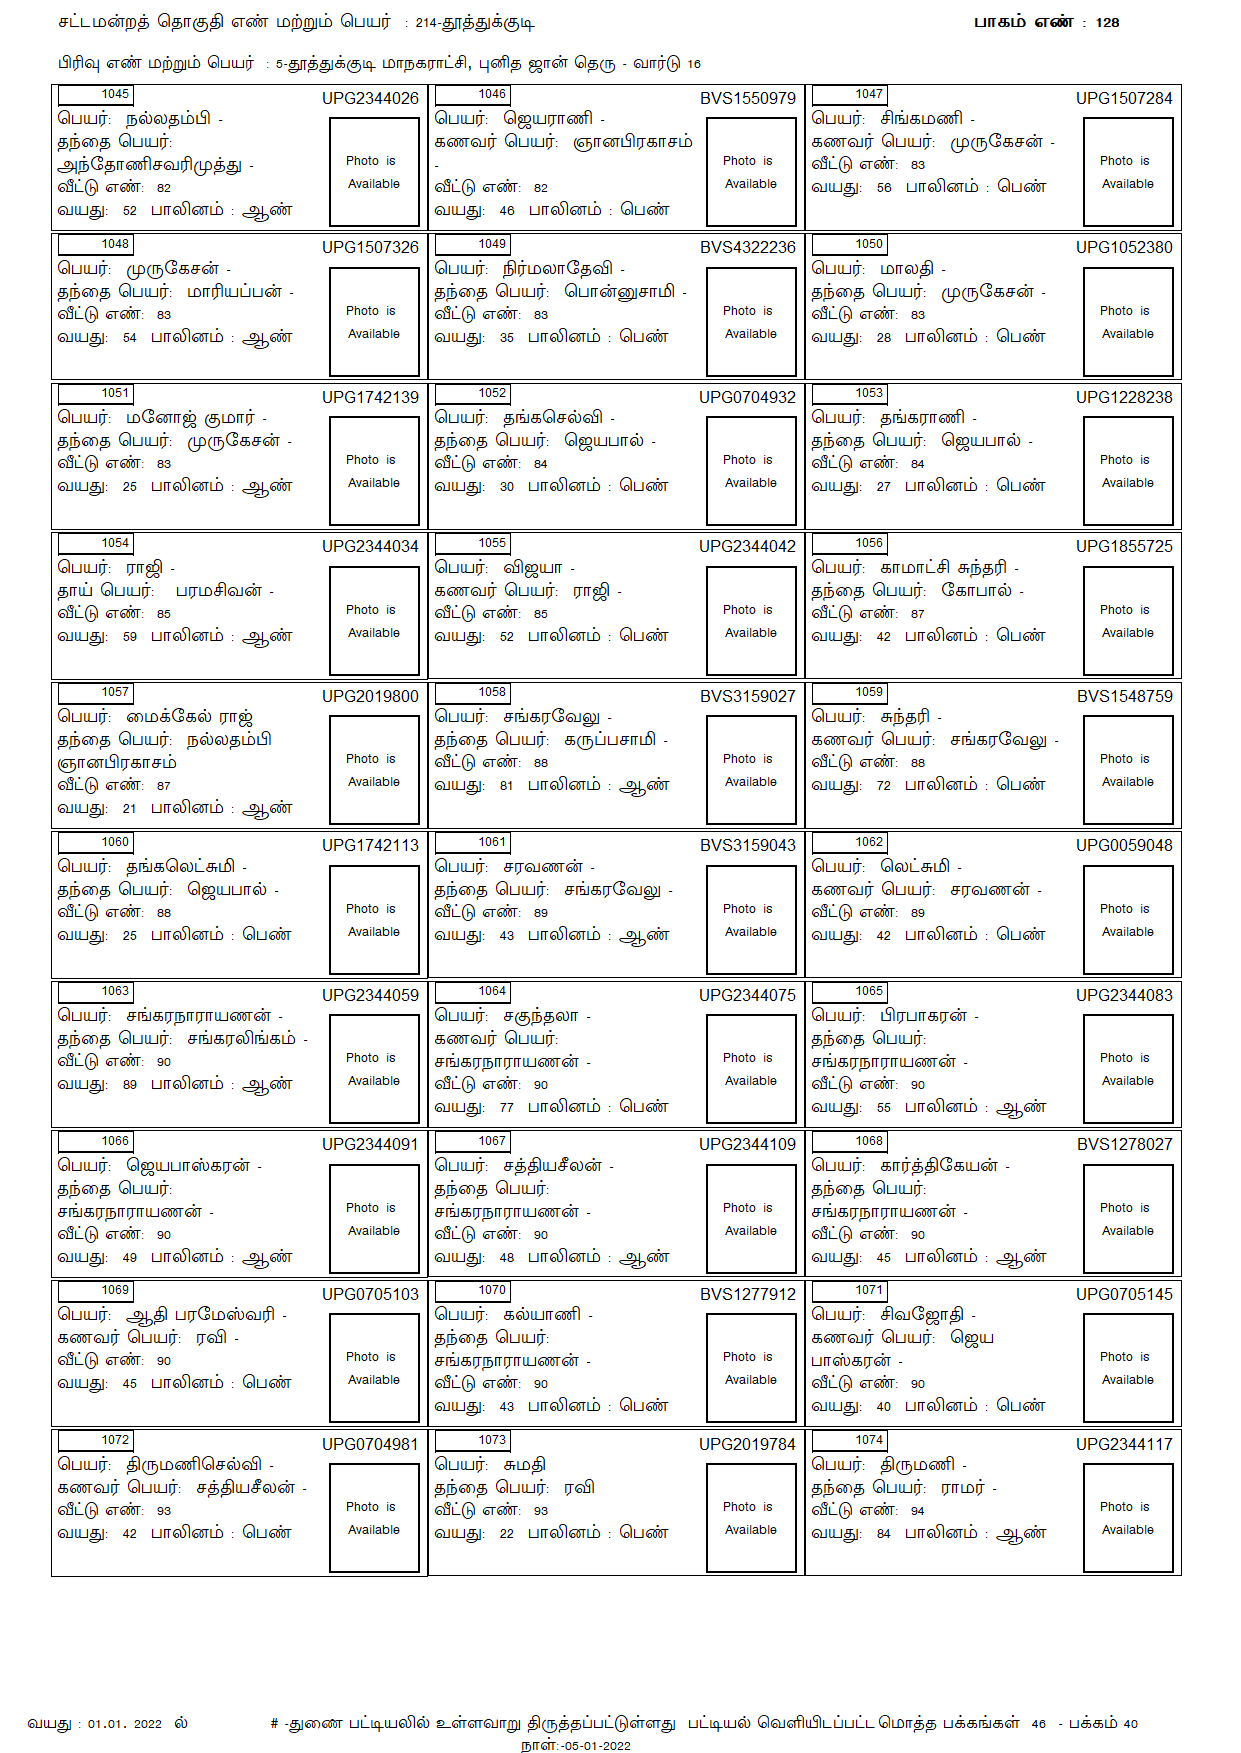 சட்டமன்றத் தொகுதி எண் மற்றும் பெயர் : 214-தூத்துக்குடி பாகம் எண் : 128
பிரிவு எண் மற்றும் பெயர் : 5-தூத்துக்குடி மாநகராட்சி, புனித ஜான் தெரு - வார்டு 16
1045 UPG2344026
பெயர்: நல்லதம்பி -
தந்தை பெயர்:
அந்தோணிசவரிமுத்து -
வீட்டு எண்: 82
வயது: 52 பாலினம் : ஆண்
Photo is
Available
1046 BVS1550979
பெயர்: ஜெயராணி -
கணவர் பெயர்: ஞானபிரகாசம்
-
வீட்டு எண்: 82
வயது: 46 பாலினம் : பெண்
Photo is
Available
1047 UPG1507284
பெயர்: சிங்கமணி -
கணவர் பெயர்: முருகேசன் -
வீட்டு எண்: 83
வயது: 56 பாலினம் : பெண்
Photo is
Available
1048 UPG1507326
பெயர்: முருகேசன் -
தந்தை பெயர்: மாரியப்பன் -
வீட்டு எண்: 83
வயது: 54 பாலினம் : ஆண்
Photo is
Available
1049 BVS4322236
பெயர்: நிர்மலாதேவி -
தந்தை பெயர்: பொன்னுசாமி -
வீட்டு எண்: 83
வயது: 35 பாலினம் : பெண்
Photo is
Available
1050 UPG1052380
பெயர்: மாலதி -
தந்தை பெயர்: முருகேசன் -
வீட்டு எண்: 83
வயது: 28 பாலினம் : பெண்
Photo is
Available
1051 UPG1742139
பெயர்: மனோஜ் குமார் -
தந்தை பெயர்: முருகேசன் -
வீட்டு எண்: 83
வயது: 25 பாலினம் : ஆண்
Photo is
Available
1052 UPG0704932
பெயர்: தங்கசெல்வி -
தந்தை பெயர்: ஜெயபால் -
வீட்டு எண்: 84
வயது: 30 பாலினம் : பெண்
Photo is
Available
1053 UPG1228238
பெயர்: தங்கராணி -
தந்தை பெயர்: ஜெயபால் -
வீட்டு எண்: 84
வயது: 27 பாலினம் : பெண்
Photo is
Available
1054 UPG2344034
பெயர்: ராஜி -
தாய் பெயர்: பரமசிவன் -
வீட்டு எண்: 85
வயது: 59 பாலினம் : ஆண்
Photo is
Available
1055 UPG2344042
பெயர்: விஜயா -
கணவர் பெயர்: ராஜி -
வீட்டு எண்: 85
வயது: 52 பாலினம் : பெண்
Photo is
Available
1056 UPG1855725
பெயர்: காமாட்சி சுந்தரி -
தந்தை பெயர்: கோபால் -
வீட்டு எண்: 87
வயது: 42 பாலினம் : பெண்
Photo is
Available
1057 UPG2019800
பெயர்: மைக்கேல் ராஜ்
தந்தை பெயர்: நல்லதம்பி
ஞானபிரகாசம்
வீட்டு எண்: 87
வயது: 21 பாலினம் : ஆண்
Photo is
Available
1058 BVS3159027
பெயர்: சங்கரவேலு -
தந்தை பெயர்: கருப்பசாமி -
வீட்டு எண்: 88
வயது: 81 பாலினம் : ஆண்
Photo is
Available
1059 BVS1548759
பெயர்: சுந்தரி -
கணவர் பெயர்: சங்கரவேலு -
வீட்டு எண்: 88
வயது: 72 பாலினம் : பெண்
Photo is
Available
1060 UPG1742113
பெயர்: தங்கலெட்சுமி -
தந்தை பெயர்: ஜெயபால் -
வீட்டு எண்: 88
வயது: 25 பாலினம் : பெண்
Photo is
Available
1061 BVS3159043
பெயர்: சரவணன் -
தந்தை பெயர்: சங்கரவேலு -
வீட்டு எண்: 89
வயது: 43 பாலினம் : ஆண்
Photo is
Available
1062 UPG0059048
பெயர்: லெட்சுமி -
கணவர் பெயர்: சரவணன் -
வீட்டு எண்: 89
வயது: 42 பாலினம் : பெண்
Photo is
Available
1063 UPG2344059
பெயர்: சங்கரநாராயணன் -
தந்தை பெயர்: சங்கரலிங்கம் -
வீட்டு எண்: 90
வயது: 89 பாலினம் : ஆண்
Photo is
Available
1064 UPG2344075
பெயர்: சகுந்தலா -
கணவர் பெயர்:
சங்கரநாராயணன் -
வீட்டு எண்: 90
வயது: 77 பாலினம் : பெண்
Photo is
Available
1065 UPG2344083
பெயர்: பிரபாகரன் -
தந்தை பெயர்:
சங்கரநாராயணன் -
வீட்டு எண்: 90
வயது: 55 பாலினம் : ஆண்
Photo is
Available
1066 UPG2344091
பெயர்: ஜெயபாஸ்கரன் -
தந்தை பெயர்:
சங்கரநாராயணன் -
வீட்டு எண்: 90
வயது: 49 பாலினம் : ஆண்
Photo is
Available
1067 UPG2344109
பெயர்: சத்தியசீலன் -
தந்தை பெயர்:
சங்கரநாராயணன் -
வீட்டு எண்: 90
வயது: 48 பாலினம் : ஆண்
Photo is
Available
1068 BVS1278027
பெயர்: கார்த்திகேயன் -
தந்தை பெயர்:
சங்கரநாராயணன் -
வீட்டு எண்: 90
வயது: 45 பாலினம் : ஆண்
Photo is
Available
1069 UPG0705103
பெயர்: ஆதி பரமேஸ்வரி -
கணவர் பெயர்: ரவி -
வீட்டு எண்: 90
வயது: 45 பாலினம் : பெண்
Photo is
Available
1070 BVS1277912
பெயர்: கல்யாணி -
தந்தை பெயர்:
சங்கரநாராயணன் -
வீட்டு எண்: 90
வயது: 43 பாலினம் : பெண்
Photo is
Available
1071 UPG0705145
பெயர்: சிவஜோதி -
கணவர் பெயர்: ஜெய
பாஸ்கரன் -
வீட்டு எண்: 90
வயது: 40 பாலினம் : பெண்
Photo is
Available
1072 UPG0704981
பெயர்: திருமணிசெல்வி -
கணவர் பெயர்: சத்தியசீலன் -
வீட்டு எண்: 93
வயது: 42 பாலினம் : பெண்
Photo is
Available
1073 UPG2019784
பெயர்: சுமதி
தந்தை பெயர்: ரவி
வீட்டு எண்: 93
வயது: 22 பாலினம் : பெண்
Photo is
Available
1074 UPG2344117
பெயர்: திருமணி -
தந்தை பெயர்: ராமர் -
வீட்டு எண்: 94
வயது: 84 பாலினம் : ஆண்
Photo is
Available
வயது : 01.01. 2022 ல் # -துணை பட்டியலில் உள்ளவாறு திருத்தப்பட்டுள்ளது பட்டியல் வெளியிடப்பட்ட மொத்த பக்கங்கள் 46 - பக்கம் 40
நாள்:-05-01-2022